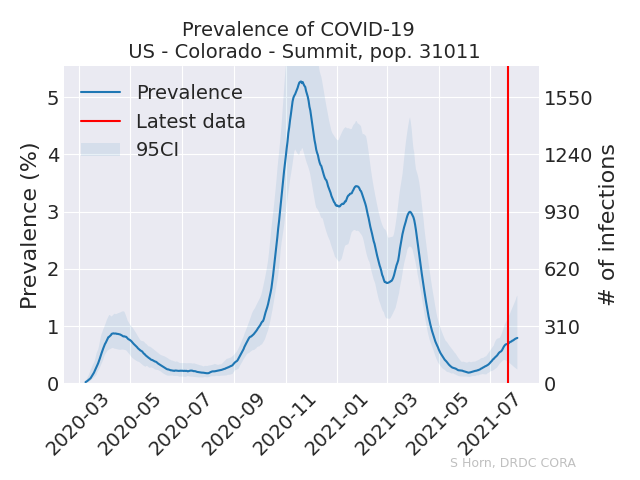 Prevalence of COVID-19
US - Colorado - Summit, pop. 31011
Prevalence
Latest data
95CI
Prevalence (%)
5
4
3
2
1
0
# of infections
1550
1240
930
620
310
0
2020-03
2020-05
2020-07
2020-09
2020-11
2021-01
2021-03
2021-05
2021-07
S Horn, DRDC CORA